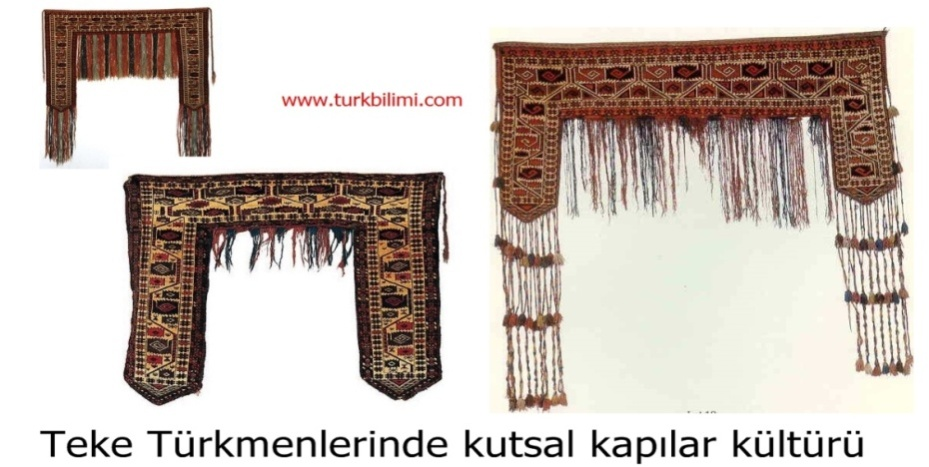 www.turkbilimi.com
Teke Türkmenlerinde kutsal kapılar kültürü